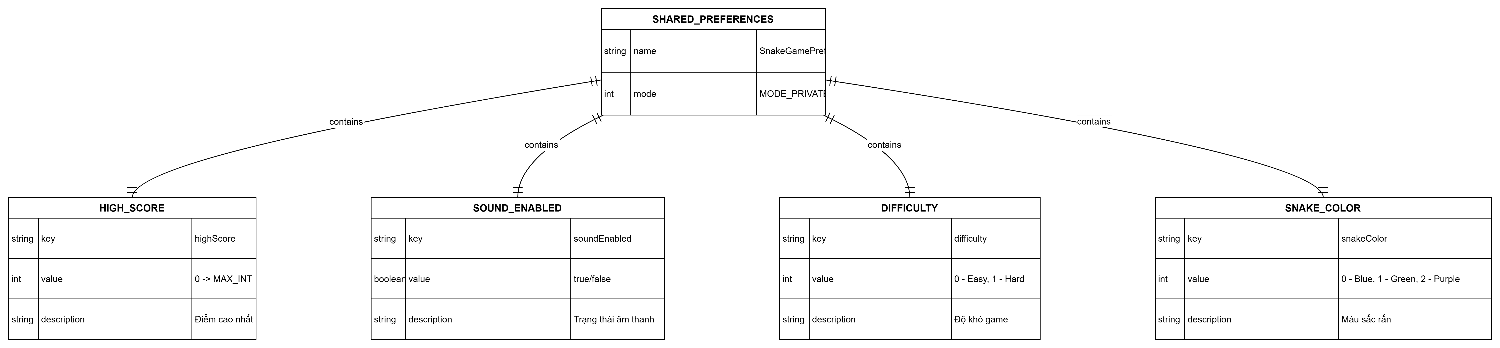 SHARED_PREFERENCES
string name SnakeGamePref
int mode MODE_PRIVATE
contains
contains
contains
contains
HIGH_SCORE
string key highScore
int value 0 -> MAX_INT
string description Điểm cao nhất
SOUND_ENABLED
string key soundEnabled
boolean value true/false
string description Trạng thái âm thanh
DIFFICULTY
string key difficulty
int value 0 - Easy, 1 - Hard
string description Độ khó game
SNAKE_COLOR
string key snakeColor
int value 0 - Blue, 1 - Green, 2 - Purple
string description Màu sắc rắn